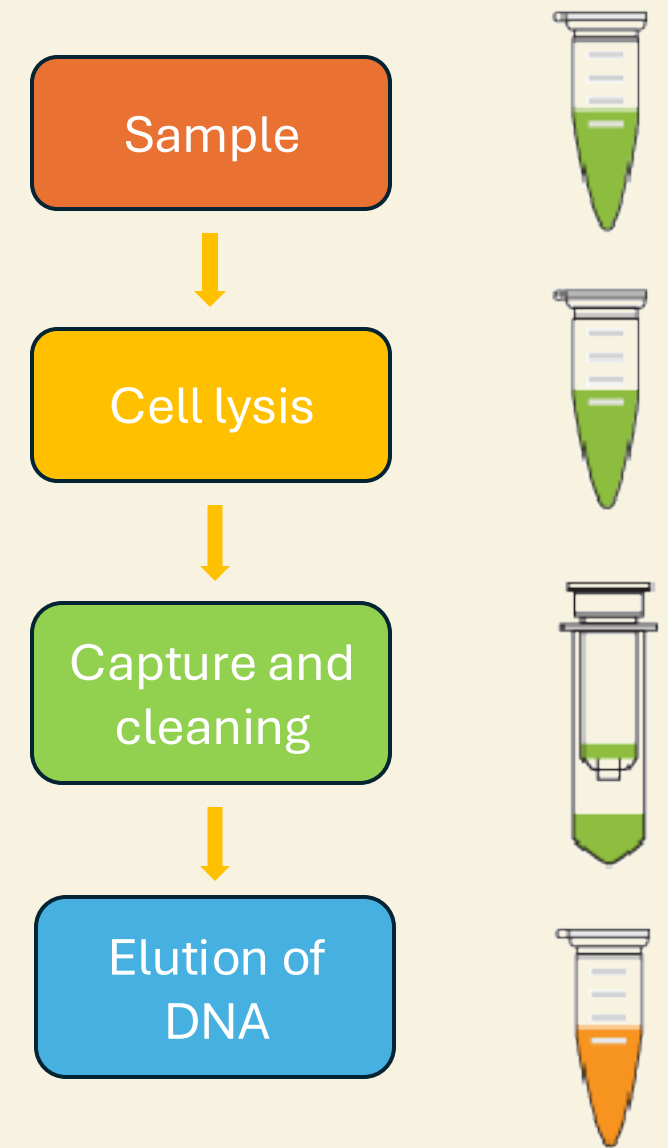 Sample
Cell lysis
Capture and
cleaning
Elution of
DNA